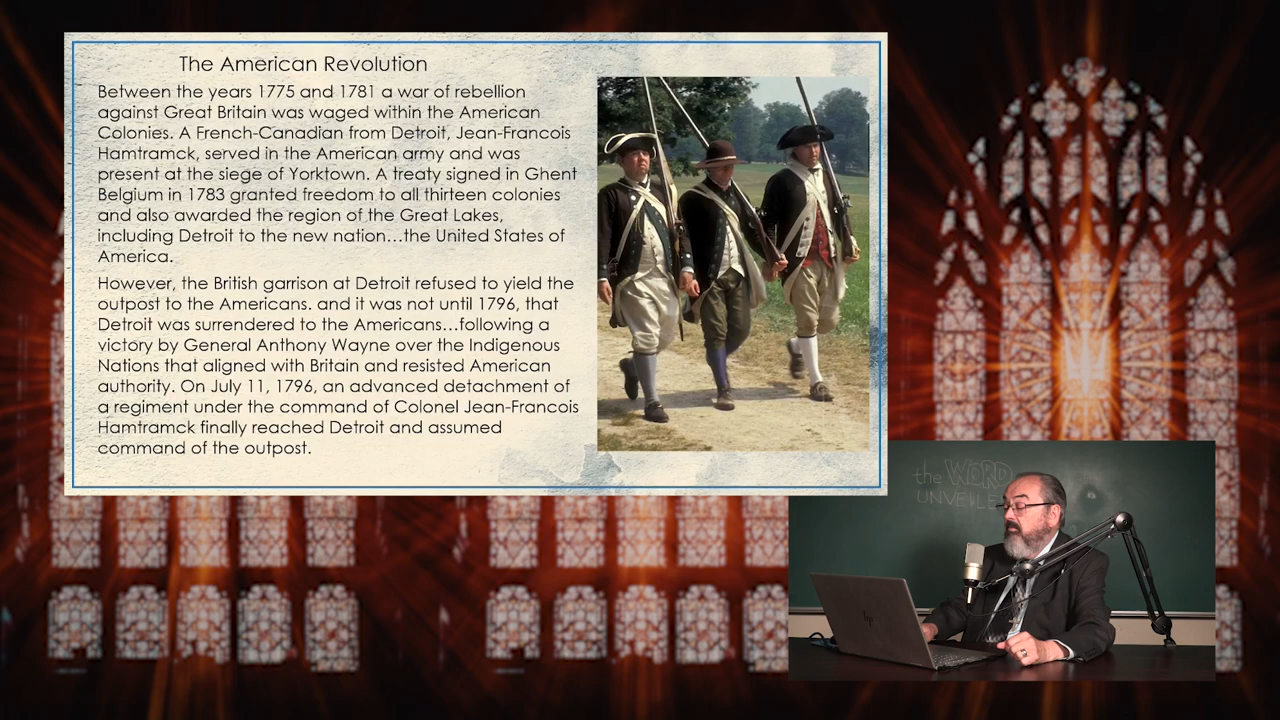 The American Revolution
Between the years 1775 and 1781 a war of rebellion
against Great Britain was waged within the American
Colonies. A French-Canadian from Detroit, Jean-Francois
Hamtramck, served in the American army and was
present at the siege of Yorktown. A treaty signed in Ghent
Belgium in 1783 granted freedom to all thirteen colonies
and also awarded the region of the Great Lakes,
including Detroit to the new nation...the United States of
America.
However, the British garrison at Detroit refused to yield the
outpost to the Americans. and it was not until 1796, that
Detroit was surrendered to the Americans...following a
victory by General Anthony Wayne over the Indigenous
Nations that aligned with Britain and resisted American
authority. On July 11, 1796, an advanced detachment of
a regiment under the command of Colonel Jean-Francois
Hamtramck finally reached Detroit and assumed
command of the outpost.
the WORD
UNVEILE
hp